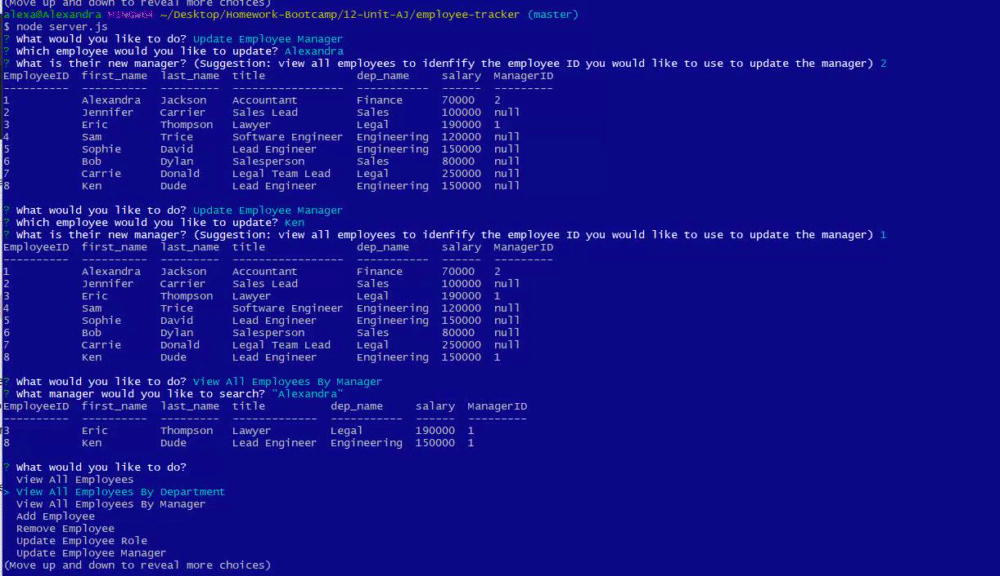 (Move up and down to reveal more choices)
alexa@Alexandra MINGW64 ~/Desktop/Homework-Bootcamp/12-Unit-AJ/employee-tracker (master)
$ node server.js
? What would you like to do? Update Employee Manager
? Which employee would you like to update? Alexandra
? What is their new manager? (Suggestion: view all employees to idenfify the employee ID you would like to use to update the manager) 2
EmployeeID first_name last_name title dep_name salary ManagerID
---------- ---------- --------- ----------------- ----------- ------ ---------
1 Alexandra Jackson Accountant Finance 70000 2
2 Jennifer Carrier Sales Lead Sales 100000 null
3 Eric Thompson Lawyer Legal 190000 1
4 Sam Trice Software Engineer Engineering 120000 null
5 Sophie David Lead Engineer Engineering 150000 null
6 Bob Dylan Salesperson Sales 80000 null
7 Carrie Donald Legal Team Lead Legal 250000 null
8 Ken Dude Lead Engineer Engineering 150000 null
? What would you like to do? Update Employee Manager
? Which employee would you like to update? Ken
? What is their new manager? (Suggestion: view all employees to idenfify the employee ID you would like to use to update the manager) 1
EmployeeID first_name last_name title dep_name salary ManagerID
---------- ---------- --------- ----------------- ----------- ------ ---------
1 Alexandra Jackson Accountant Finance 70000 2
2 Jennifer Carrier Sales Lead Sales 100000 null
3 Eric Thompson Lawyer Legal 190000 1
4 Sam Trice Software Engineer Engineering 120000 null
5 Sophie David Lead Engineer Engineering 150000 null
6 Bob Dylan Salesperson Sales 80000 null
7 Carrie Donald Legal Team Lead Legal 250000 null
8 Ken Dude Lead Engineer Engineering 150000 1
? What would you like to do? View All Employees By Manager
? What manager would you like to search? "Alexandra"
EmployeeID first_name last_name title dep_name salary ManagerID
---------- ---------- --------- ------------- ----------- ------ ---------
3 Eric Thompson Lawyer Legal 190000 1
8 Ken Dude Lead Engineer Engineering 150000 1
? What would you like to do?
View All Employees
> View All Employees By Department
View All Employees By Manager
Add Employee
Remove Employee
Update Employee Role
Update Employee Manager
(Move up and down to reveal more choices)